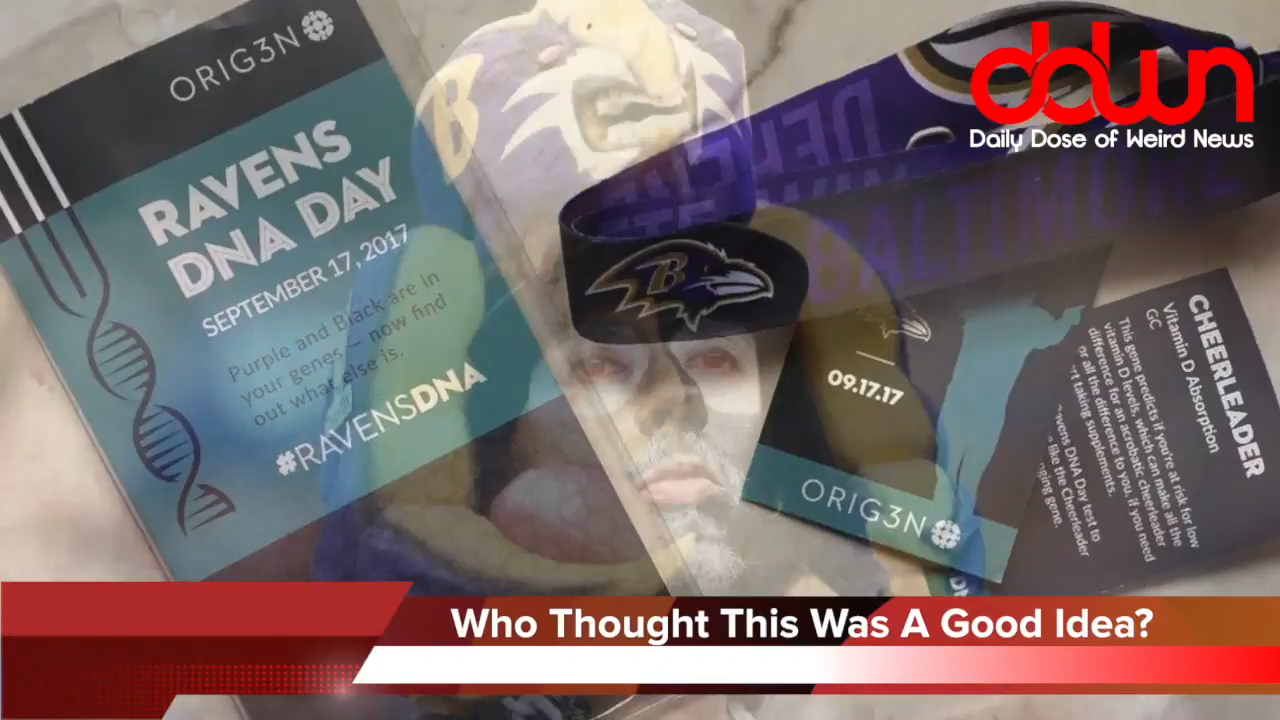 ORIG3N
RAVENS
DNA DAY
SEPTEMBER 17, 2017
Purple and Black are in
your genes – now find
out what else is.
#RAVENSDNA
B
B
BALTIMORE
ddwn
Daily Dose of Weird News
09.17.17
ORIG3N
CHEERLEADER
Vitamin D Absorption
GC
This gene predicts if you're at risk for low
vitamin D levels, which can make all the
difference for an acrobatic cheerleader
or all the difference to you, if you need
taking supplements.
Ravens DNA Day test to
like the Cheerleader
gene.
Who Thought This Was A Good Idea?